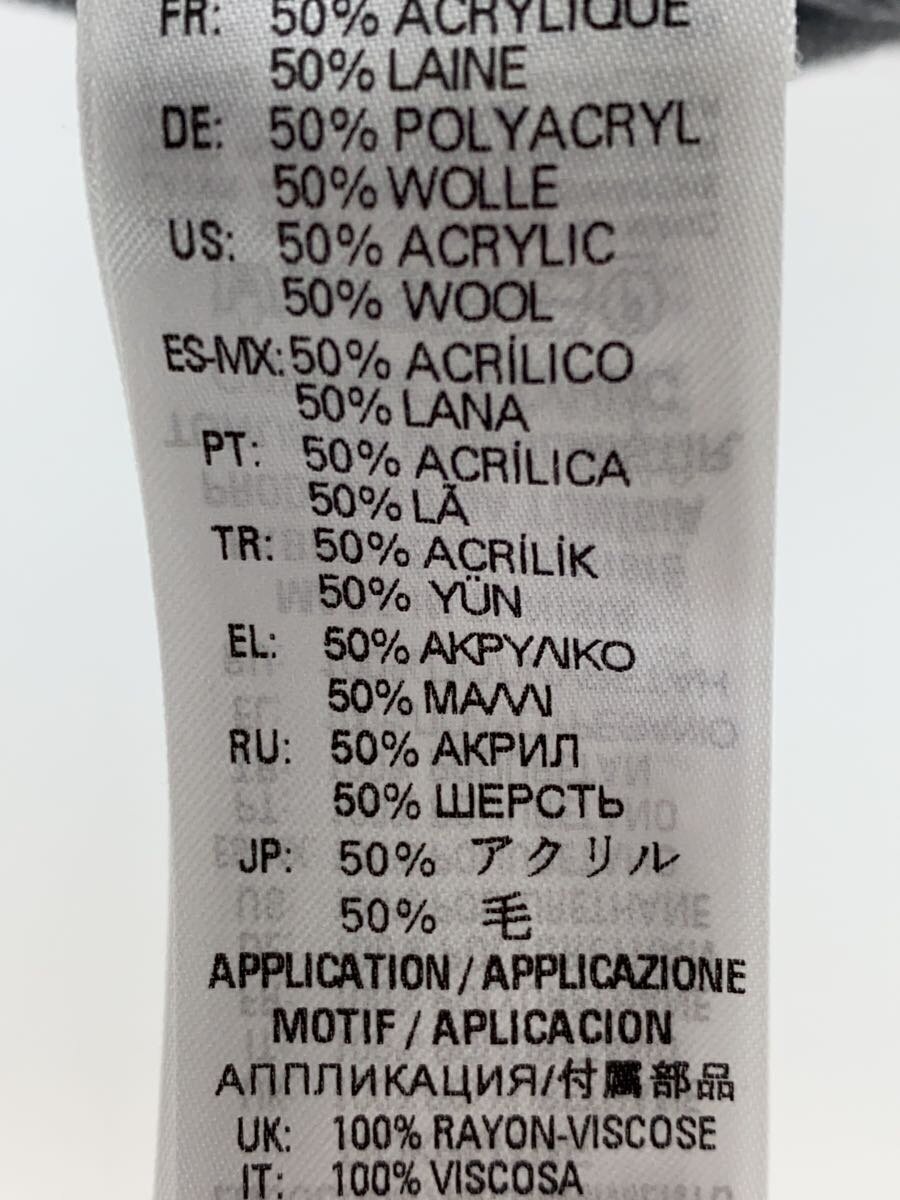 FR: 50% ACRYLIQUE
50% LAINE
DE: 50% POLYACRYL
50% WOLLE
US: 50% ACRYLIC
50% WOOL
ES-MX: 50% ACRÍLICO
50% LANA
PT: 50% ACRÍLICA
50% LÃ
TR: 50% ACRİLİK
50% YÜN
EL: 50% ΑΚΡΥΛΙΚΟ
50% ΜΑΛΛΙ
RU: 50% АКРИЛ
50% ШЕРСТЬ
JP: 50% アクリル
50% 毛
APPLICATION / APPLICAZIONE
MOTIF / APLICACION
АППЛИКАЦИЯ/付属部品
UK: 100% RAYON-VISCOSE
IT: 100% VISCOSA